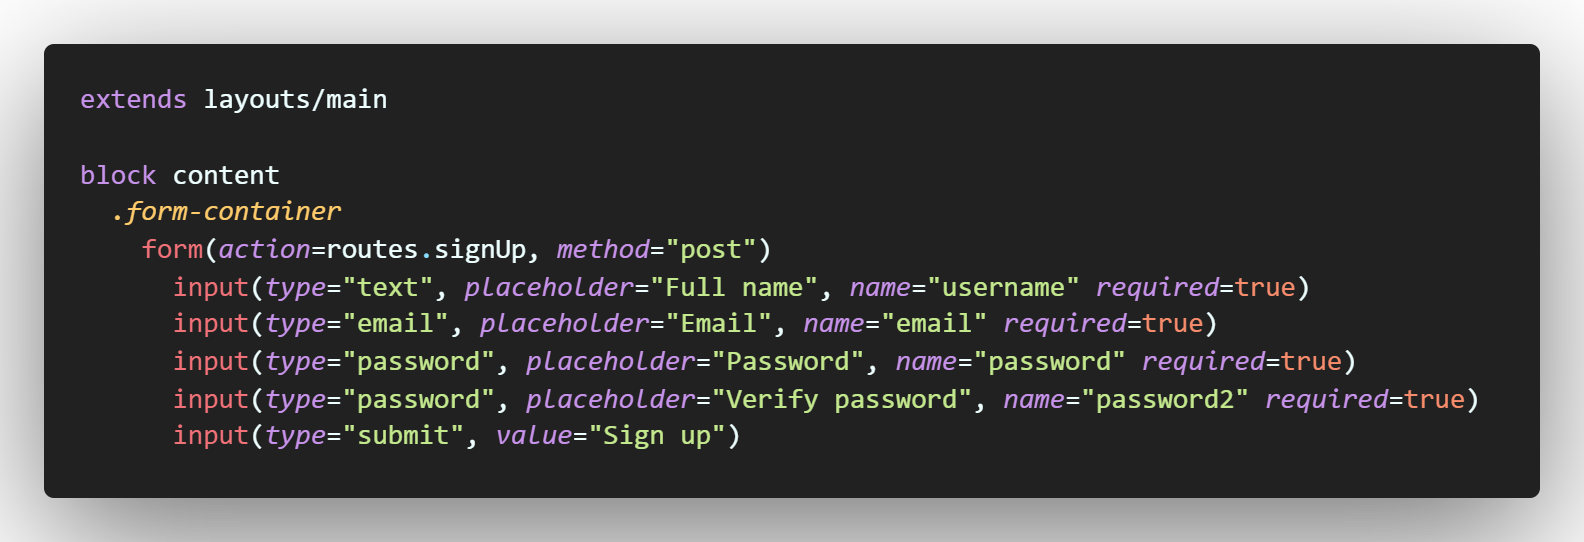 extends layouts/main

block content
  .form-container
    form(action=routes.signUp, method="post")
      input(type="text", placeholder="Full name", name="username" required=true)
      input(type="email", placeholder="Email", name="email" required=true)
      input(type="password", placeholder="Password", name="password" required=true)
      input(type="password", placeholder="Verify password", name="password2" required=true)
      input(type="submit", value="Sign up")